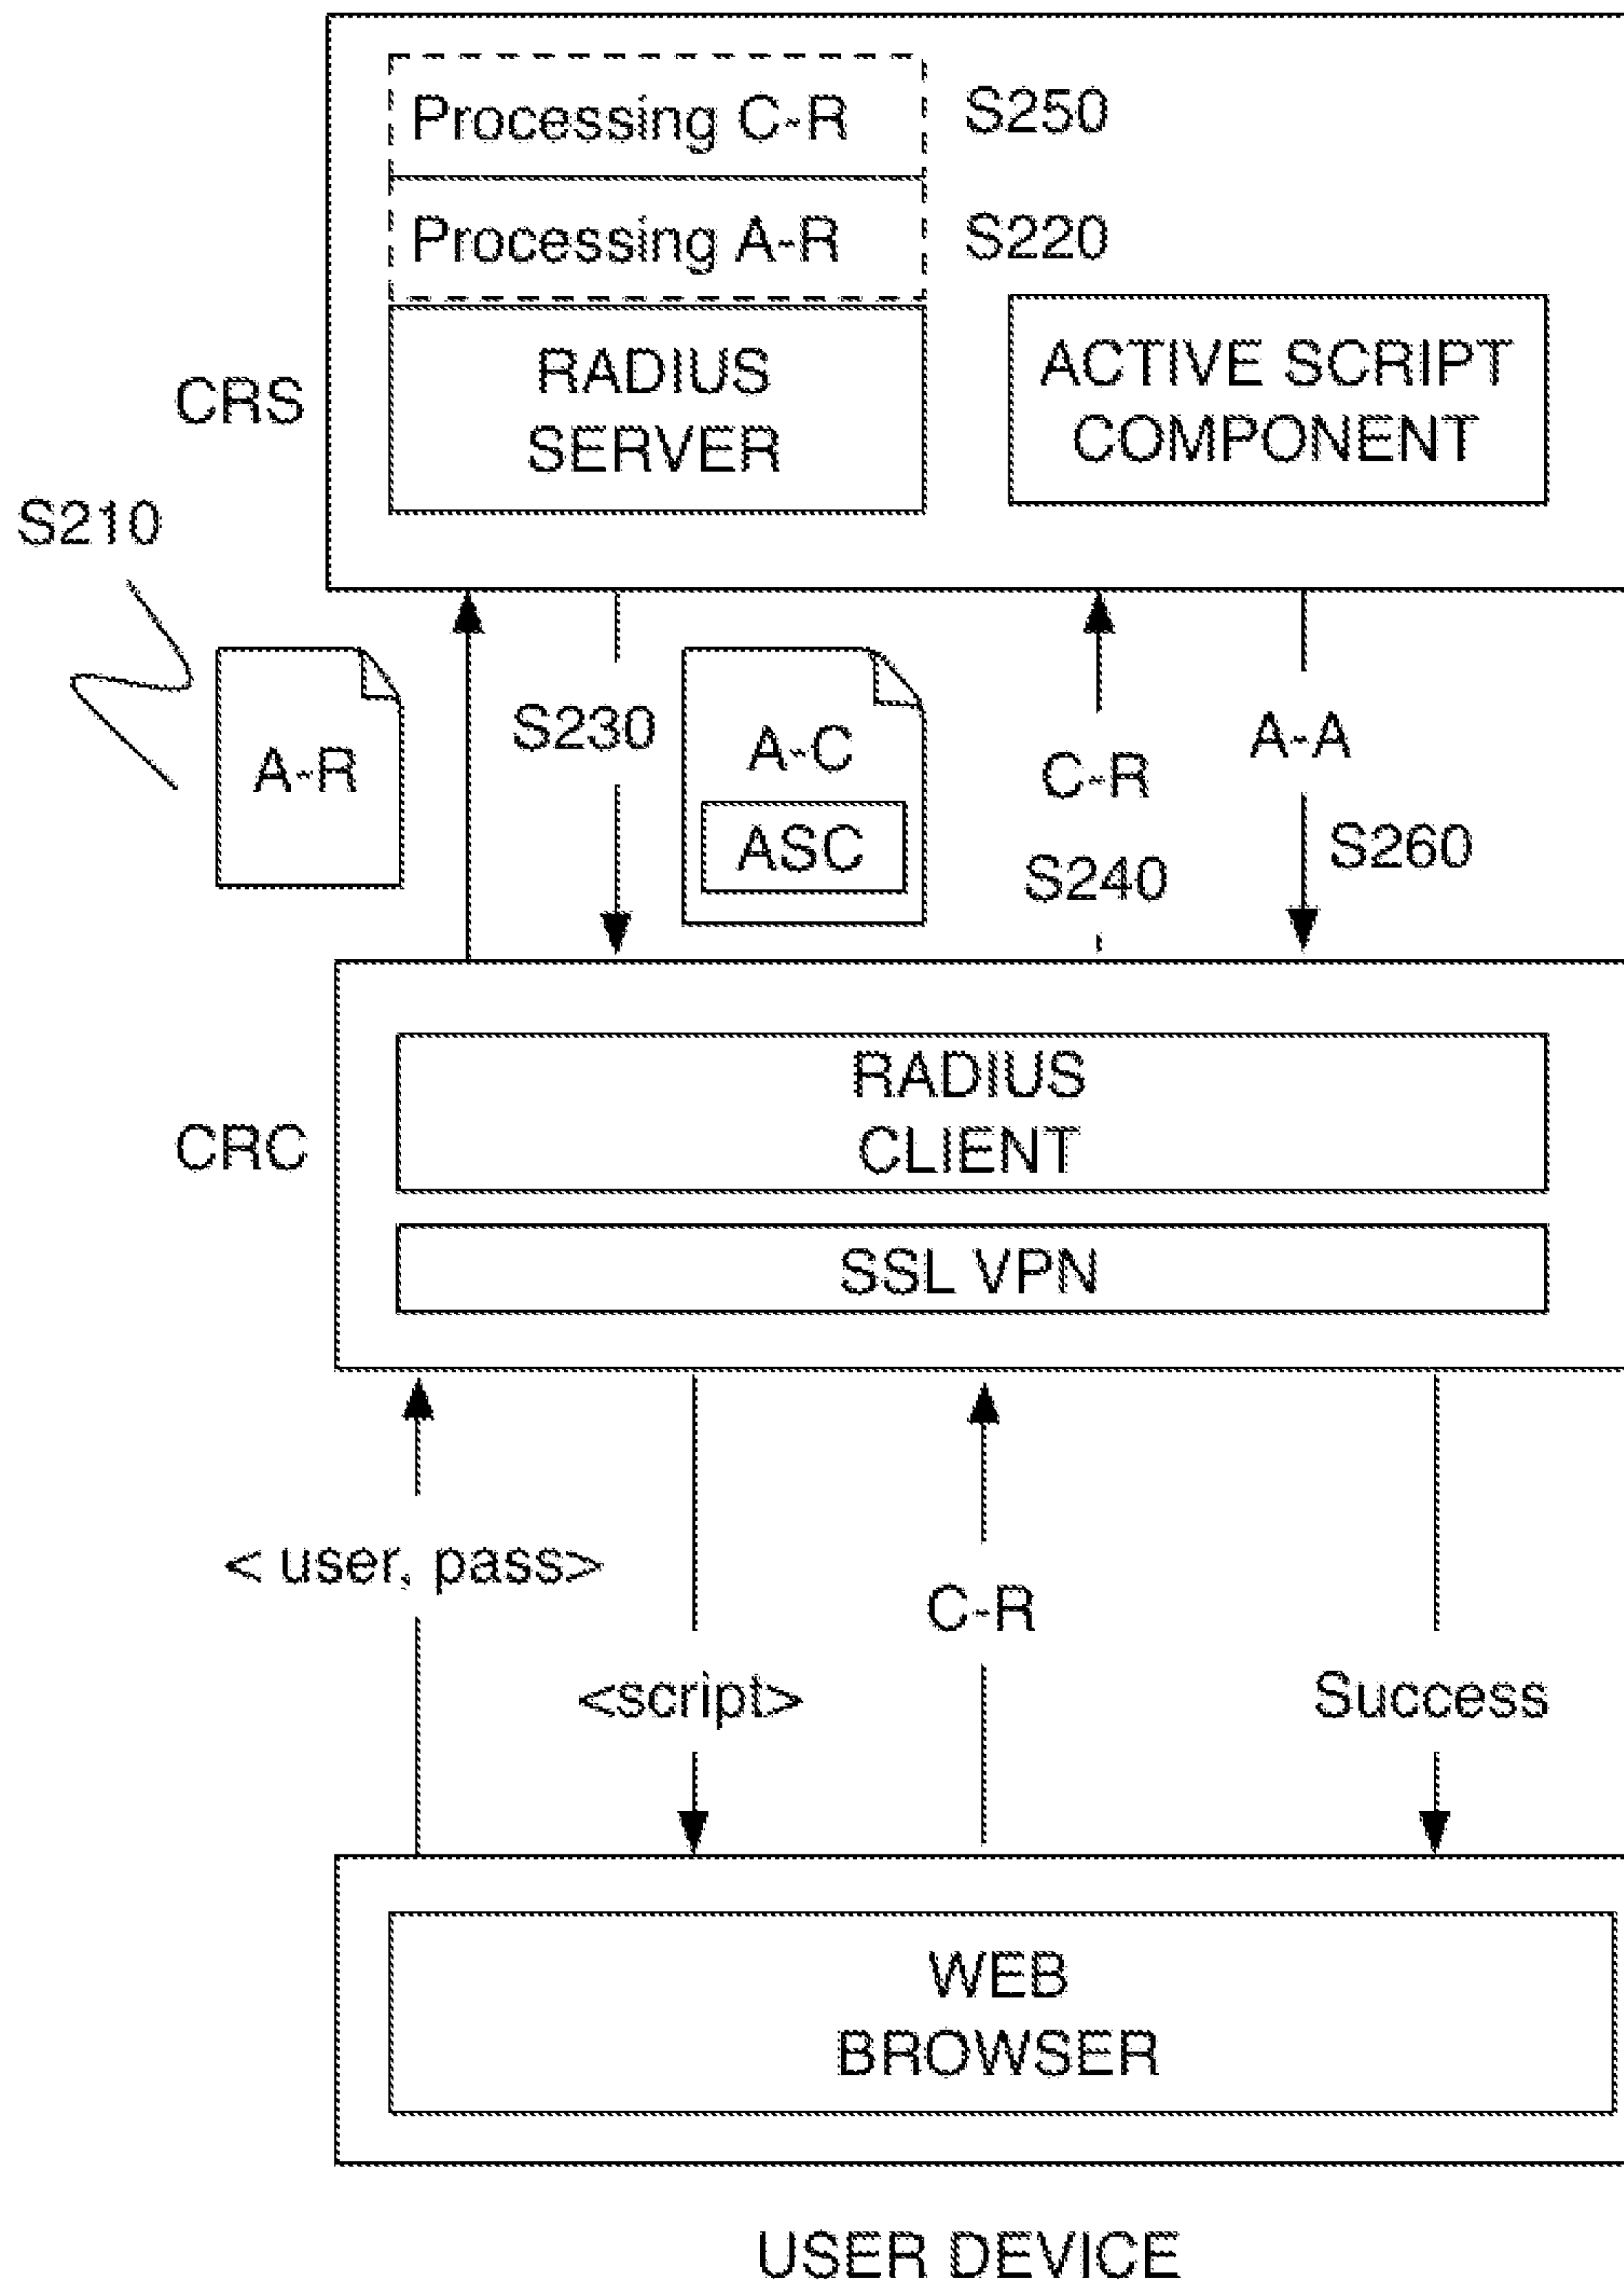 Processing C-R
S250
Processing A-R
S220
RADIUS
SERVER
ACTIVE SCRIPT
COMPONENT
CRS
S210
A-R
S230
A-C
ASC
C-R
S240
A-A
S260
RADIUS
CLIENT
CRC
SSL VPN
< user, pass>
<script>
C-R
Success
WEB
BROWSER
USER DEVICE